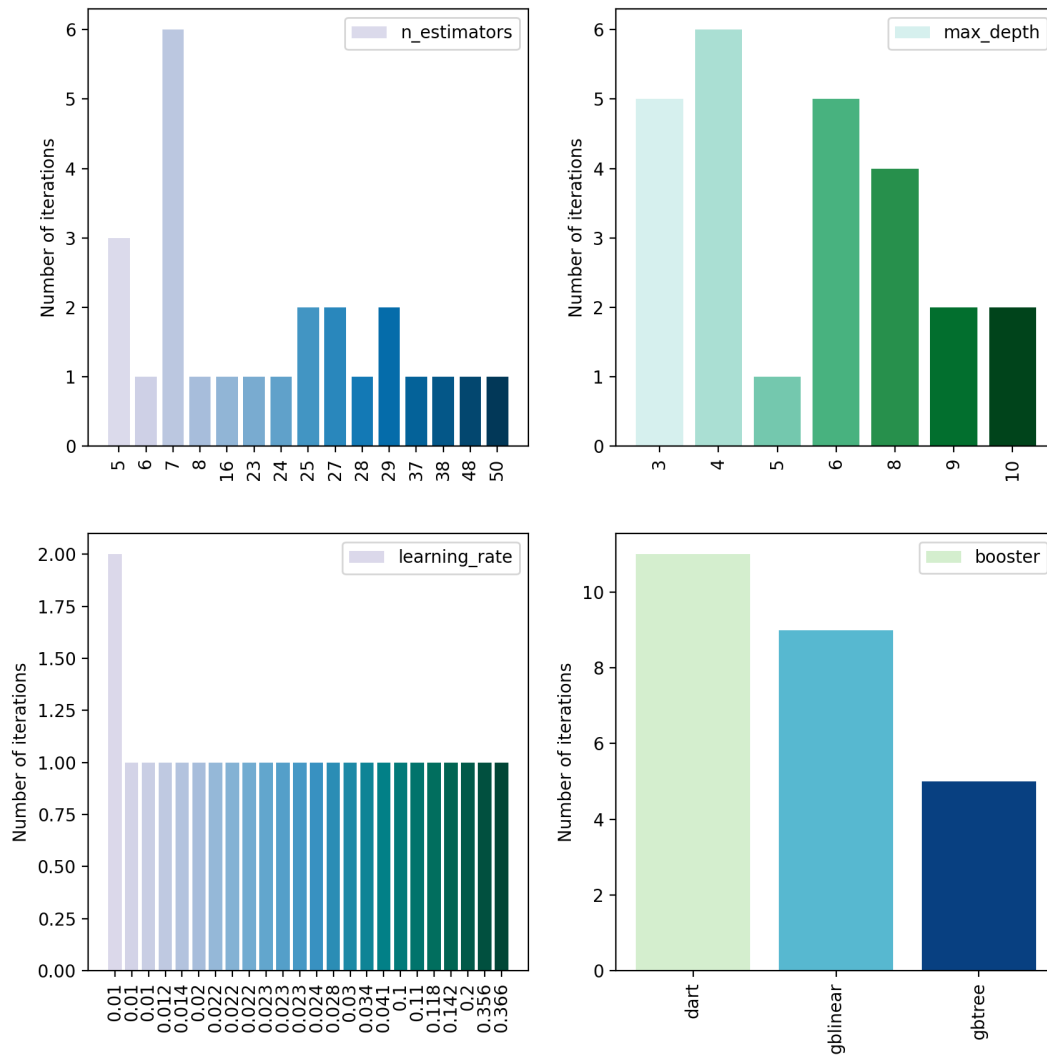 n_estimators
Number of iterations
6
5
4
3
2
1
0
5 6 7 8 16 23 24 25 27 28 29 37 38 48 50
max_depth
Number of iterations
6
5
4
3
2
1
0
3 4 5 6 8 9 10
learning_rate
Number of iterations
2.00
1.75
1.50
1.25
1.00
0.75
0.50
0.25
0.00
0.01 0.01 0.01 0.012 0.014 0.02 0.022 0.022 0.022 0.023 0.023 0.023 0.024 0.028 0.03 0.034 0.041 0.1 0.11 0.118 0.142 0.2 0.356 0.366
booster
Number of iterations
10
8
6
4
2
0
dart gblinear gbtree